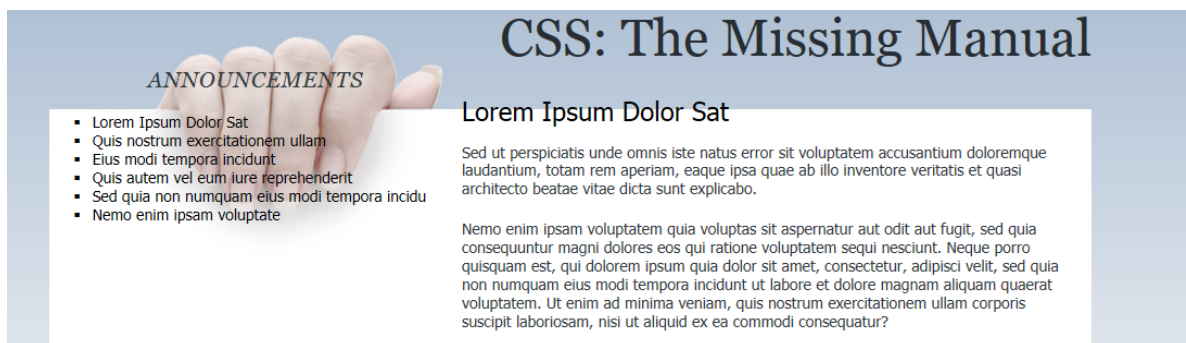 CSS: The Missing Manual
ANNOUNCEMENTS
▪ Lorem Ipsum Dolor Sat
▪ Quis nostrum exercitationem ullam
▪ Eius modi tempora incidunt
▪ Quis autem vel eum iure reprehenderit
▪ Sed quia non numquam eius modi tempora incidu
▪ Nemo enim ipsam voluptate
Lorem Ipsum Dolor Sat
Sed ut perspiciatis unde omnis iste natus error sit voluptatem accusantium doloremque
laudantium, totam rem aperiam, eaque ipsa quae ab illo inventore veritatis et quasi
architecto beatae vitae dicta sunt explicabo.
Nemo enim ipsam voluptatem quia voluptas sit aspernatur aut odit aut fugit, sed quia
consequuntur magni dolores eos qui ratione voluptatem sequi nesciunt. Neque porro
quisquam est, qui dolorem ipsum quia dolor sit amet, consectetur, adipisci velit, sed quia
non numquam eius modi tempora incidunt ut labore et dolore magnam aliquam quaerat
voluptatem. Ut enim ad minima veniam, quis nostrum exercitationem ullam corporis
suscipit laboriosam, nisi ut aliquid ex ea commodi consequatur?